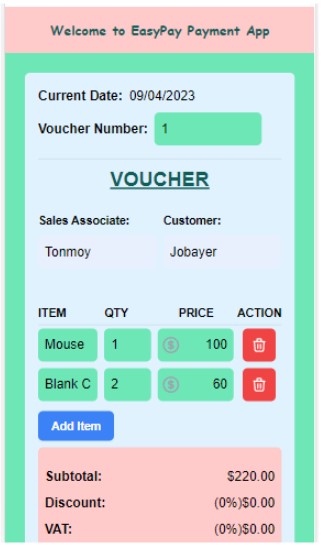 Welcome to EasyPay Payment App
Current Date: 09/04/2023
Voucher Number: 1
VOUCHER
Sales Associate: Customer:
Tonmoy Jobayer
ITEM QTY PRICE ACTION
Mouse 1 $ 100
Blank C 2 $ 60
Add Item
Subtotal: $220.00
Discount: (0%)$0.00
VAT: (0%)$0.00